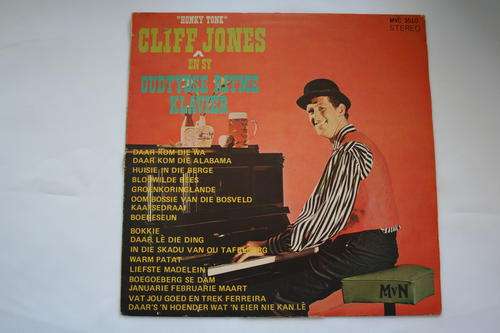 "HONKY TONK"
CLIFF JONES
EN SY
OUDTYDSE RITME
KLAVIER
MVC 3510
STEREO
DAAR KOM DIE WA
DAAR KOM DIE ALABAMA
HUISIE IN DIE BERGE
BLOEWILDE BEES
GROENKORINGLANDE
OOM BOSSIE VAN DIE BOSVELD
KAAPSEDRAAI
BOERESEUN
BOKKIE
DAAR LÊ DIE DING
IN DIE SKADU VAN OU TAFELBERG
WARM PATAT
LIEFSTE MADELEIN
BOEGOEBERG SE DAM
JANUARIE FEBRUARIE MAART
VAT JOU GOED EN TREK FERREIRA
DAAR'S 'N HOENDER WAT 'N EIER NIE KAN LÊ
MvN